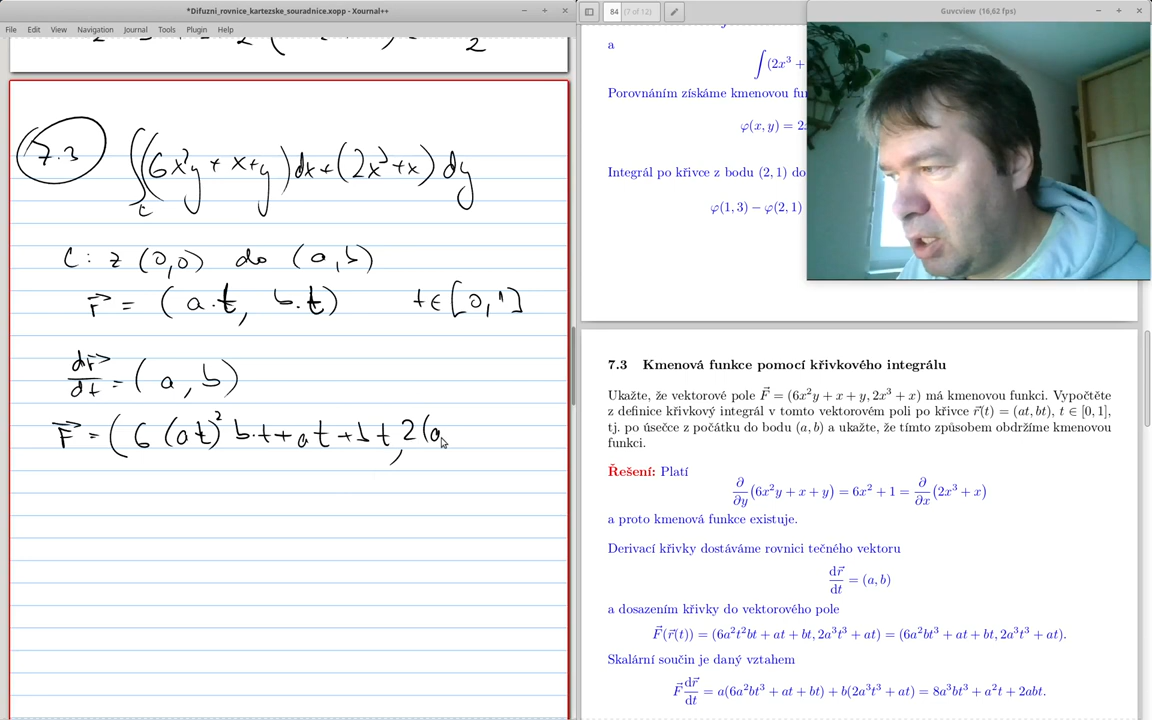 *Difuzni_rovnice_kartezske_souradnice.xopp - Xournal++
File Edit View Navigation Journal Tools Plugin Help
2
7.3 ∫_C (6x²y + x+y) dx + (2x³+x) dy
C: z (0,0) do (a,b)
r⃗ = (a.t, b.t) t∈[0,1]
dr⃗/dt = (a, b)
F⃗ = (6 (at)² b.t + at + bt, 2(a
84 (7 of 12)
a
∫(2x³ +
Porovnáním získáme kmenovou fu
φ(x, y) = 2
Integrál po křivce z bodu (2, 1) do
φ(1, 3) − φ(2, 1)
Guvcview (16,62 fps)
7.3 Kmenová funkce pomocí křivkového integrálu
Ukažte, že vektorové pole F⃗ = (6x²y + x + y, 2x³ + x) má kmenovou funkci. Vypočtěte
z definice křivkový integrál v tomto vektorovém poli po křivce r⃗(t) = (at, bt), t ∈ [0, 1],
tj. po úsečce z počátku do bodu (a, b) a ukažte, že tímto způsobem obdržíme kmenovou
funkci.
Řešení: Platí
∂/∂y (6x²y + x + y) = 6x² + 1 = ∂/∂x (2x³ + x)
a proto kmenová funkce existuje.
Derivací křivky dostáváme rovnici tečného vektoru
dr⃗/dt = (a, b)
a dosazením křivky do vektorového pole
F⃗(r⃗(t)) = (6a²t²bt + at + bt, 2a³t³ + at) = (6a²bt³ + at + bt, 2a³t³ + at).
Skalární součin je daný vztahem
F⃗ dr⃗/dt = a(6a²bt³ + at + bt) + b(2a³t³ + at) = 8a³bt³ + a²t + 2abt.